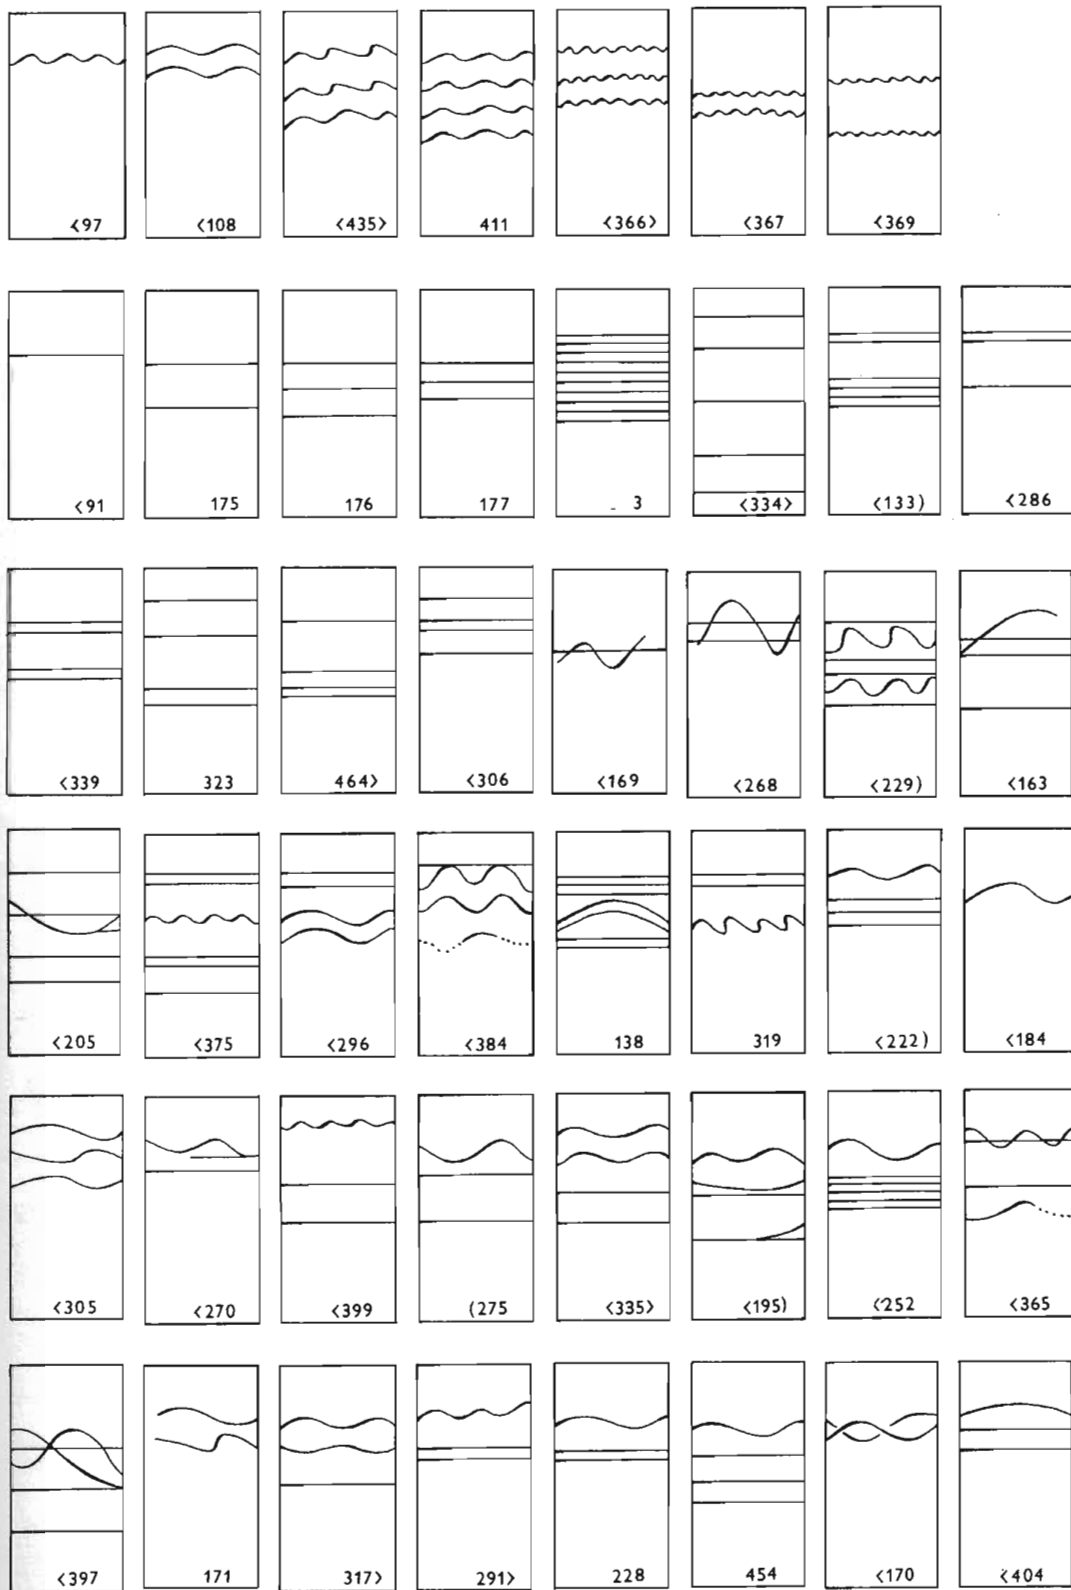 <97 <108 <435> 411 <366> <367 <369
<91 175 176 177 3 <334> <133) <286
<339 323 464> <306 <169 <268 <229) <163
<205 <375 <296 <384 138 319 <222) <184
<305 <270 <399 (275 <335> <195) <252 <365
<397 171 317> 291> 228 454 <170 <404